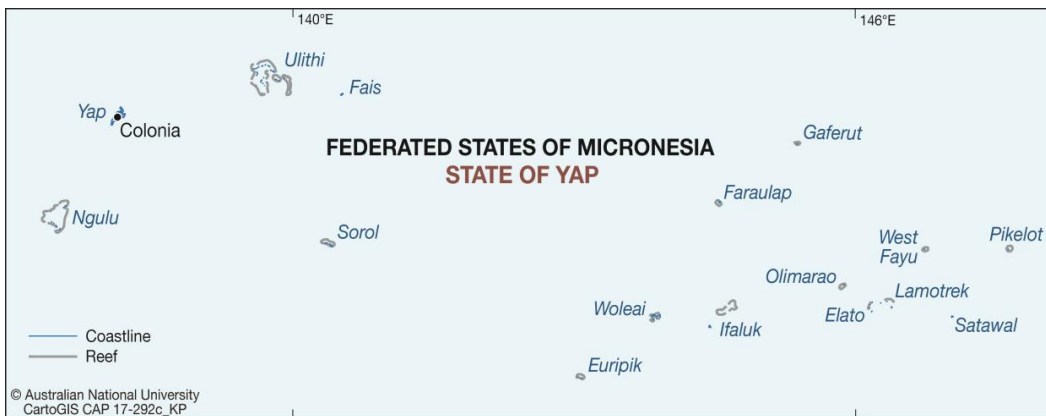 140°E
146°E
Ulithi
Fais
Yap
Colonia
Gaferut
FEDERATED STATES OF MICRONESIA
STATE OF YAP
Faraulap
Ngulu
Sorol
West
Fayu
Pikelot
Olimarao
Lamotrek
Woleai
Elato
Ifaluk
Satawal
Euripik
Coastline
Reef
© Australian National University
CartoGIS CAP 17-292c_KP